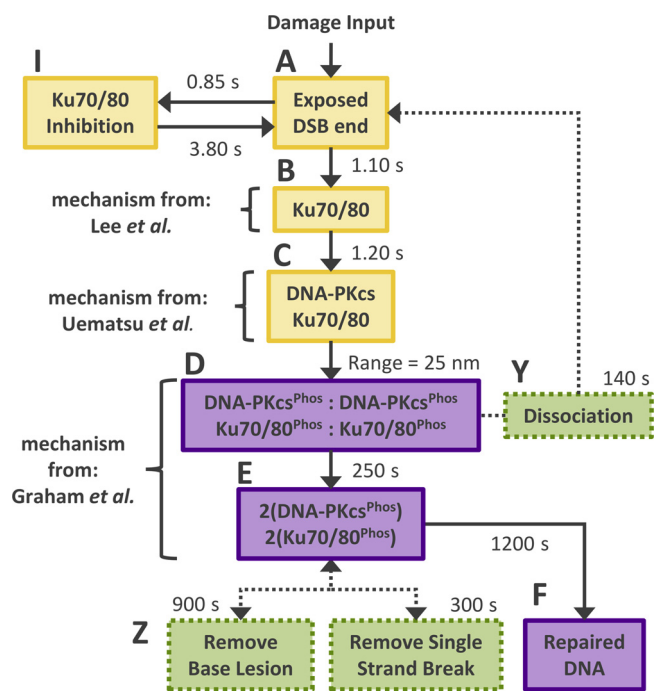 Damage Input
I
A
0.85 s
Ku70/80
Inhibition
Exposed
DSB end
3.80 s
1.10 s
B
mechanism from:
Lee et al.
Ku70/80
1.20 s
C
mechanism from:
Uematsu et al.
DNA-PKcs
Ku70/80
Range = 25 nm
D
Y
140 s
DNA-PKcsPhos : DNA-PKcsPhos
Ku70/80Phos : Ku70/80Phos
Dissociation
mechanism
from:
Graham et al.
250 s
E
2(DNA-PKcsPhos)
2(Ku70/80Phos)
1200 s
900 s
300 s
F
Z
Remove
Base Lesion
Remove Single
Strand Break
Repaired
DNA